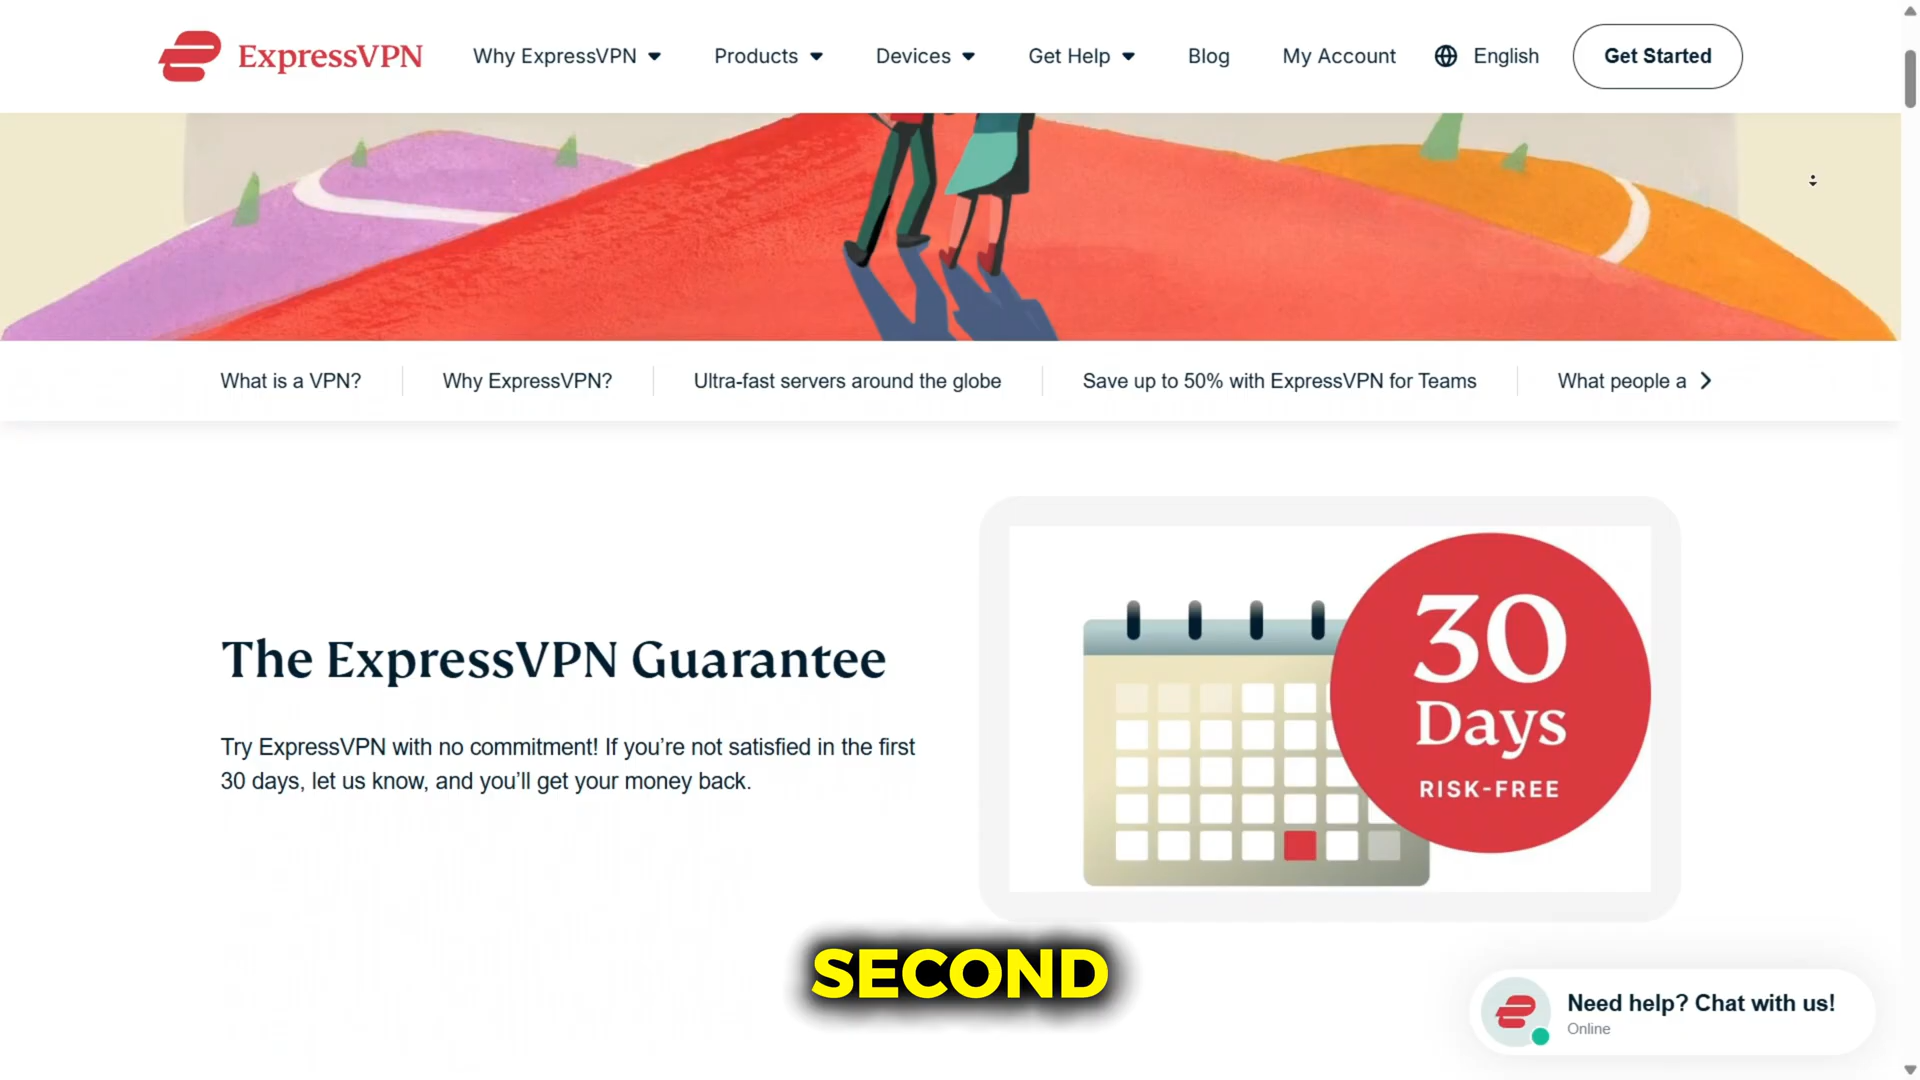 ExpressVPN
Why ExpressVPN
Products
Devices
Get Help
Blog
My Account
English
Get Started
What is a VPN?
Why ExpressVPN?
Ultra-fast servers around the globe
Save up to 50% with ExpressVPN for Teams
What people a
The ExpressVPN Guarantee
Try ExpressVPN with no commitment! If you’re not satisfied in the first
30 days, let us know, and you’ll get your money back.
30
Days
RISK-FREE
SECOND
Need help? Chat with us!
Online